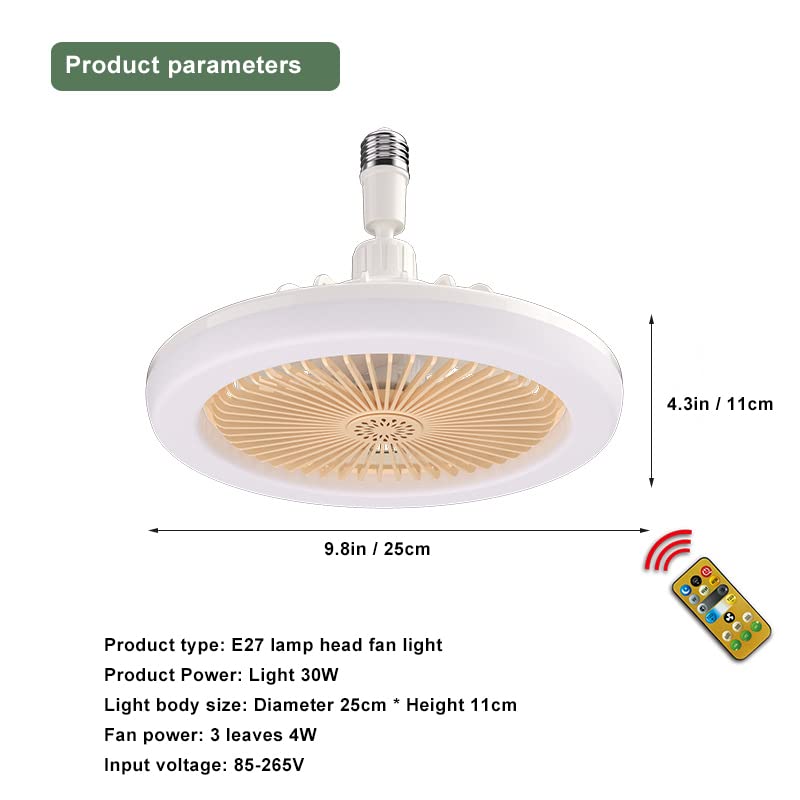 Product parameters
4.3in / 11cm
9.8in / 25cm
Product type: E27 lamp head fan light
Product Power: Light 30W
Light body size: Diameter 25cm * Height 11cm
Fan power: 3 leaves 4W
Input voltage: 85-265V